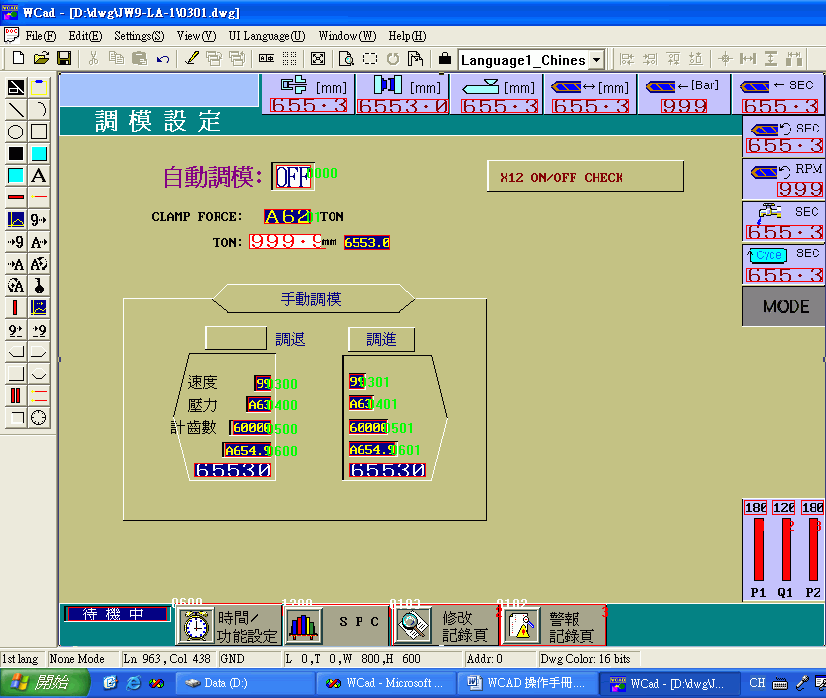 WCad - [D:\dwg\JW9-LA-1\0301.dwg]
File(F) Edit(E) Settings(S) View(V) UI Language(U) Window(W) Help(H)
Language1_Chines
[mm] [mm] [mm] ↔[mm] ←[Bar] ← SEC
655.3 6553.0 655.3 655.3 999 655.3
調模設定
SEC
655.3
RPM
999
SEC
655.3
Cyce SEC
655.3
MODE
自動調模: OFF 0000
X12 ON/OFF CHECK
CLAMP FORCE: A62 01 TON
TON: 999.9 mm 6553.0
手動調模
調退 調進
速度 99 0300 99 0301
壓力 A63 0400 A63 0401
計齒數 60000 0500 60000 0501
A654.9 0600 A654.9 0601
65530 65530
180 120 180
2 3
P1 Q1 P2
0600 1200 0103 0102
待機中
時間/
功能設定
S P C
修改
記錄頁
2
警報
記錄頁
3
1st lang None Mode Ln 963, Col 438 GND L 0,T 0,W 800,H 600 Addr: 0 Dwg Color: 16 bits
開始 Data (D:) WCad - Microsoft ... WCAD 操作手冊.... WCad - [D:\dwg\J... CH